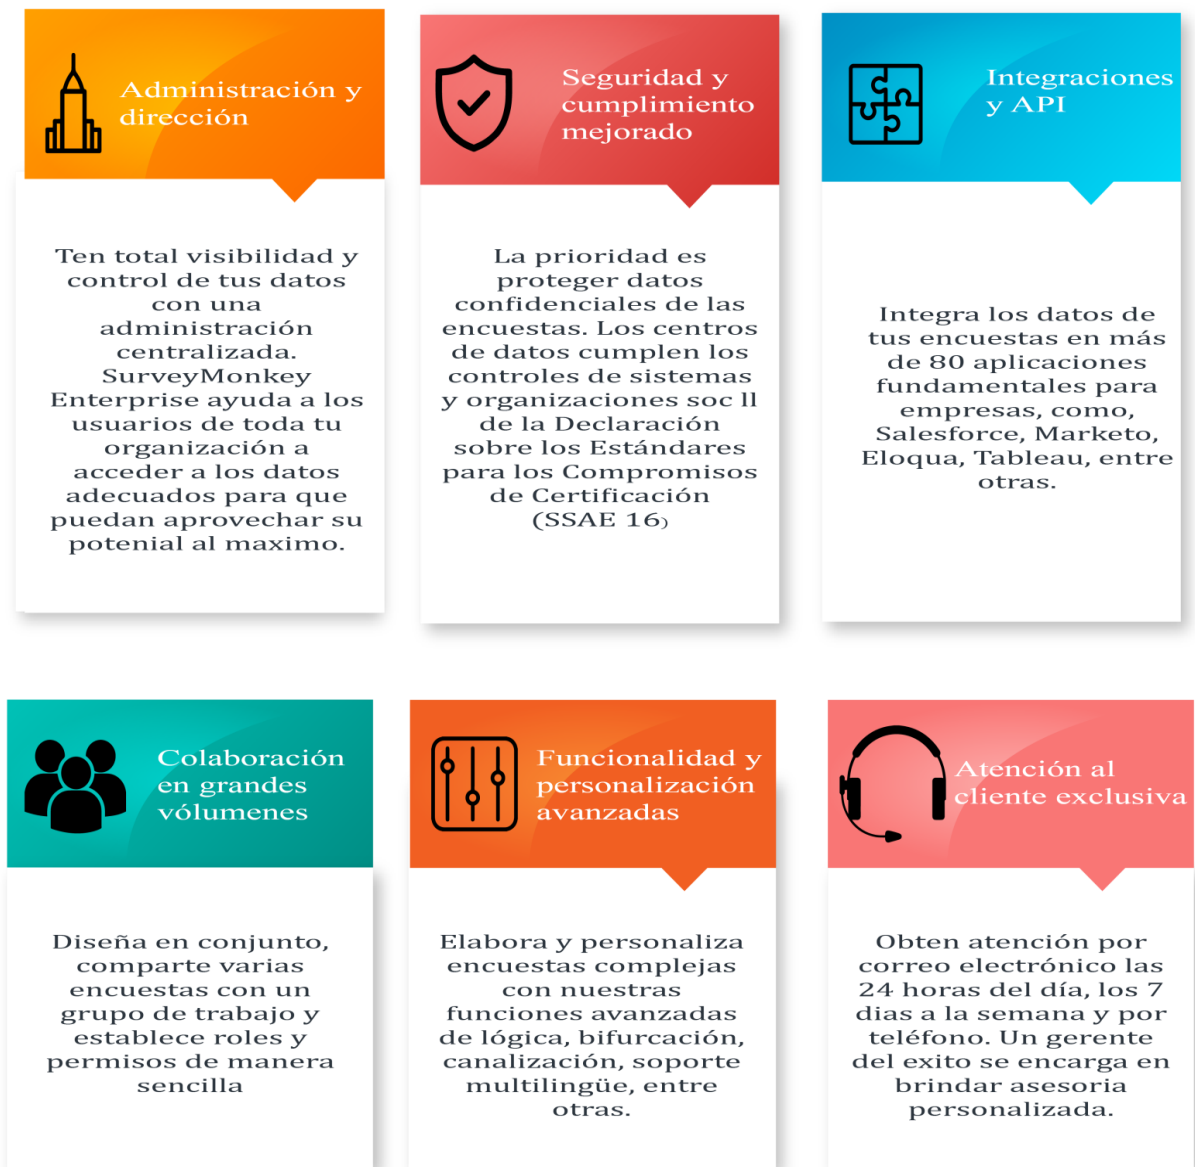 Administración y
dirección
Ten total visibilidad y
control de tus datos
con una
administración
centralizada.
SurveyMonkey
Enterprise ayuda a los
usuarios de toda tu
organización a
acceder a los datos
adecuados para que
puedan aprovechar su
potenial al maximo.
Seguridad y
cumplimiento
mejorado
La prioridad es
proteger datos
confidenciales de las
encuestas. Los centros
de datos cumplen los
controles de sistemas
y organizaciones soc ll
de la Declaración
sobre los Estándares
para los Compromisos
de Certificación
(SSAE 16)
Integraciones
y API
Integra los datos de
tus encuestas en más
de 80 aplicaciones
fundamentales para
empresas, como,
Salesforce, Marketo,
Eloqua, Tableau, entre
otras.
Colaboración
en grandes
vólumenes
Diseña en conjunto,
comparte varias
encuestas con un
grupo de trabajo y
establece roles y
permisos de manera
sencilla
Funcionalidad y
personalización
avanzadas
Elabora y personaliza
encuestas complejas
con nuestras
funciones avanzadas
de lógica, bifurcación,
canalización, soporte
multilingüe, entre
otras.
Atención al
cliente exclusiva
Obten atención por
correo electrónico las
24 horas del día, los 7
dias a la semana y por
teléfono. Un gerente
del exito se encarga en
brindar asesoria
personalizada.